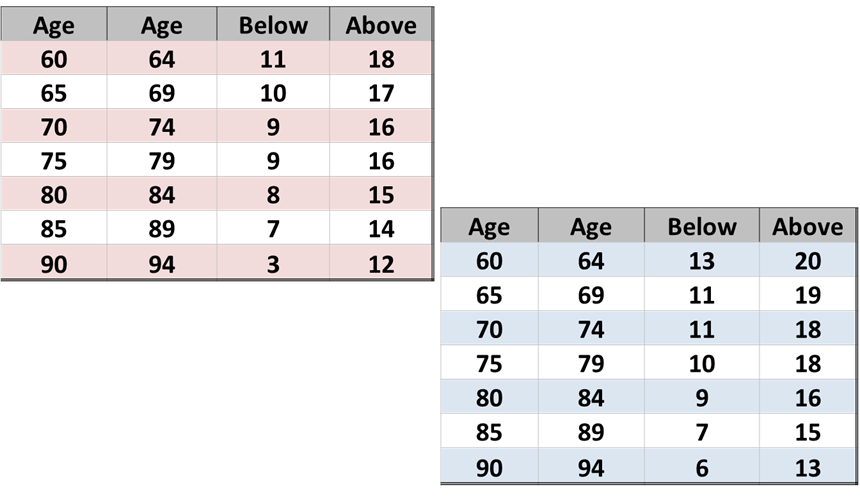 Age Age Below Above
60 64 11 18
65 69 10 17
70 74 9 16
75 79 9 16
80 84 8 15
85 89 7 14
90 94 3 12
Age Age Below Above
60 64 13 20
65 69 11 19
70 74 11 18
75 79 10 18
80 84 9 16
85 89 7 15
90 94 6 13